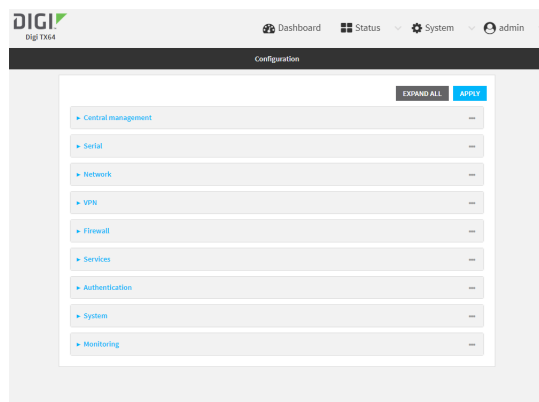 DIGI.
Digi TX64
Dashboard Status System admin
Configuration
EXPAND ALL APPLY
Central management
Serial
Network
VPN
Firewall
Services
Authentication
System
Monitoring